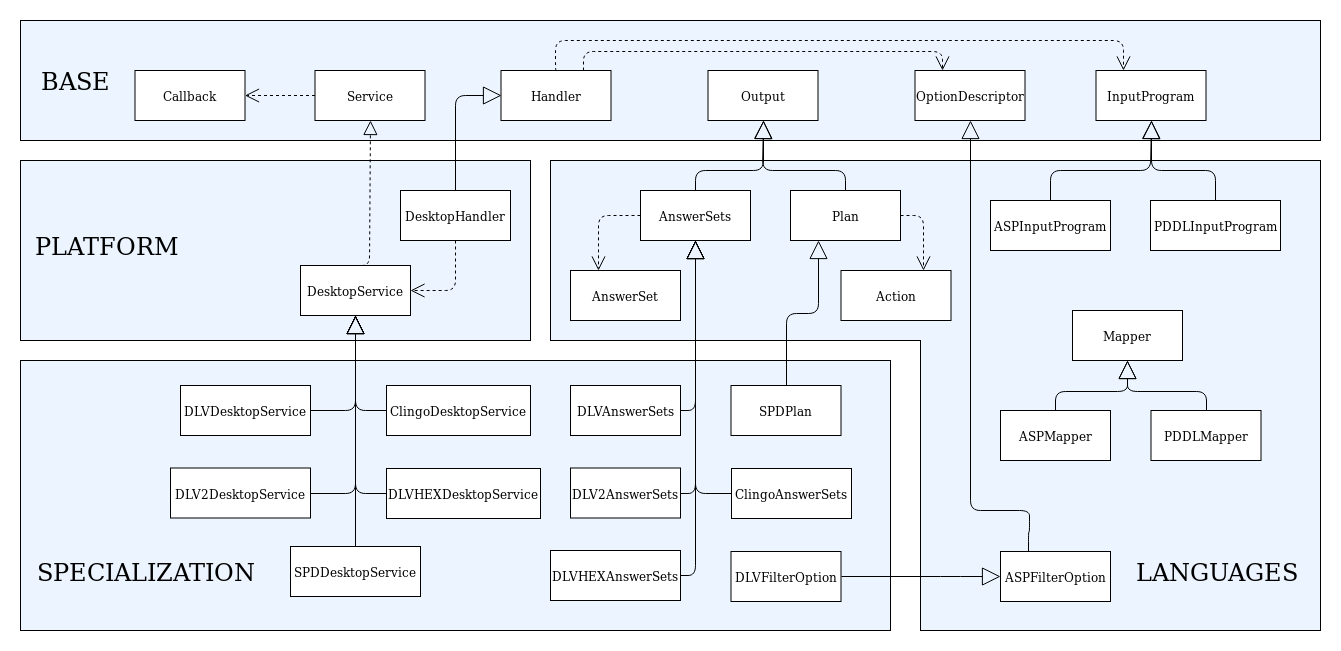 BASE
Callback
Service
Handler
Output
OptionDescriptor
InputProgram
PLATFORM
DesktopHandler
DesktopService
AnswerSets
Plan
ASPInputProgram
PDDLInputProgram
AnswerSet
Action
Mapper
ASPMapper
PDDLMapper
DLVDesktopService
ClingoDesktopService
DLVAnswerSets
SPDPlan
DLV2DesktopService
DLVHEXDesktopService
DLV2AnswerSets
ClingoAnswerSets
SPECIALIZATION
SPDDesktopService
DLVHEXAnswerSets
DLVFilterOption
ASPFilterOption
LANGUAGES